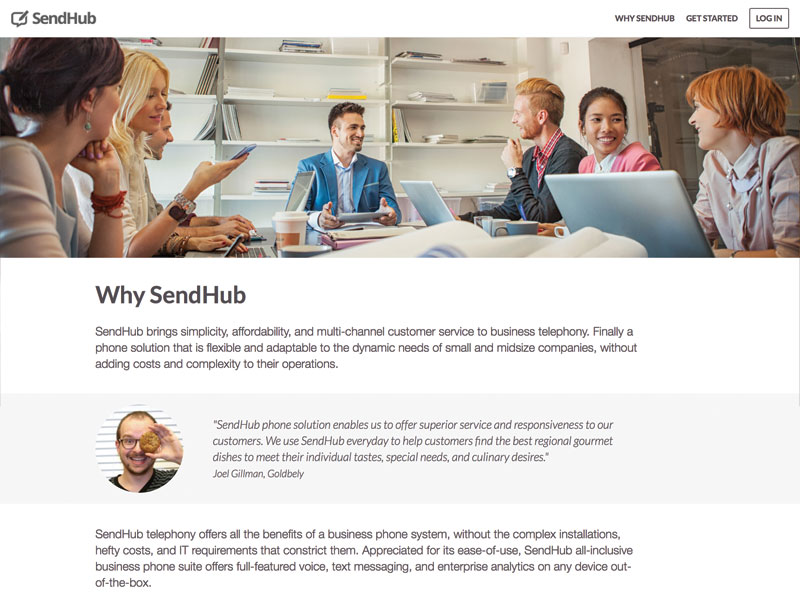 SendHub
WHY SENDHUB GET STARTED LOG IN
Why SendHub
SendHub brings simplicity, affordability, and multi-channel customer service to business telephony. Finally a
phone solution that is flexible and adaptable to the dynamic needs of small and midsize companies, without
adding costs and complexity to their operations.
"SendHub phone solution enables us to offer superior service and responsiveness to our
customers. We use SendHub everyday to help customers find the best regional gourmet
dishes to meet their individual tastes, special needs, and culinary desires."
Joel Gillman, Goldbely
SendHub telephony offers all the benefits of a business phone system, without the complex installations,
hefty costs, and IT requirements that constrict them. Appreciated for its ease-of-use, SendHub all-inclusive
business phone suite offers full-featured voice, text messaging, and enterprise analytics on any device out-
of-the-box.